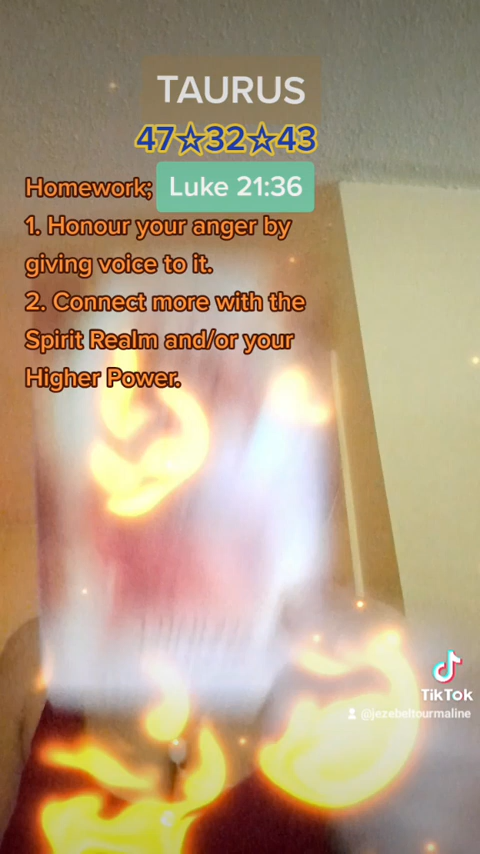 TAURUS
47☆32☆43
Homework; Luke 21:36
1. Honour your anger by
giving voice to it.
2. Connect more with the
Spirit Realm and/or your
Higher Power.
TikTok
@jezebeltourmaline